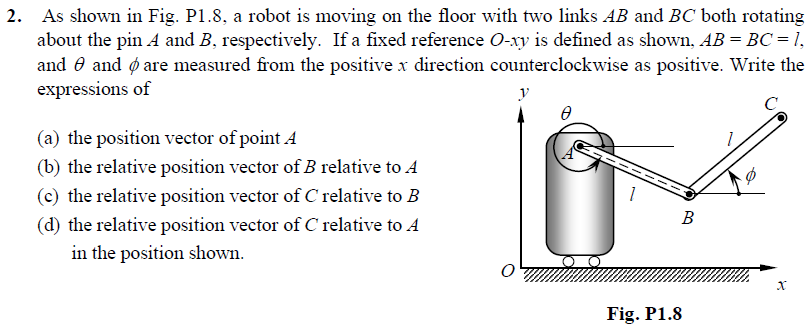 2. As shown in Fig. P1.8, a robot is moving on the floor with two links AB and BC both rotating
about the pin A and B, respectively. If a fixed reference O-xy is defined as shown, AB = BC = l,
and θ and ϕ are measured from the positive x direction counterclockwise as positive. Write the
expressions of
(a) the position vector of point A
(b) the relative position vector of B relative to A
(c) the relative position vector of C relative to B
(d) the relative position vector of C relative to A
in the position shown.
y
θ
C
A
l
ϕ
l
B
O
x
Fig. P1.8